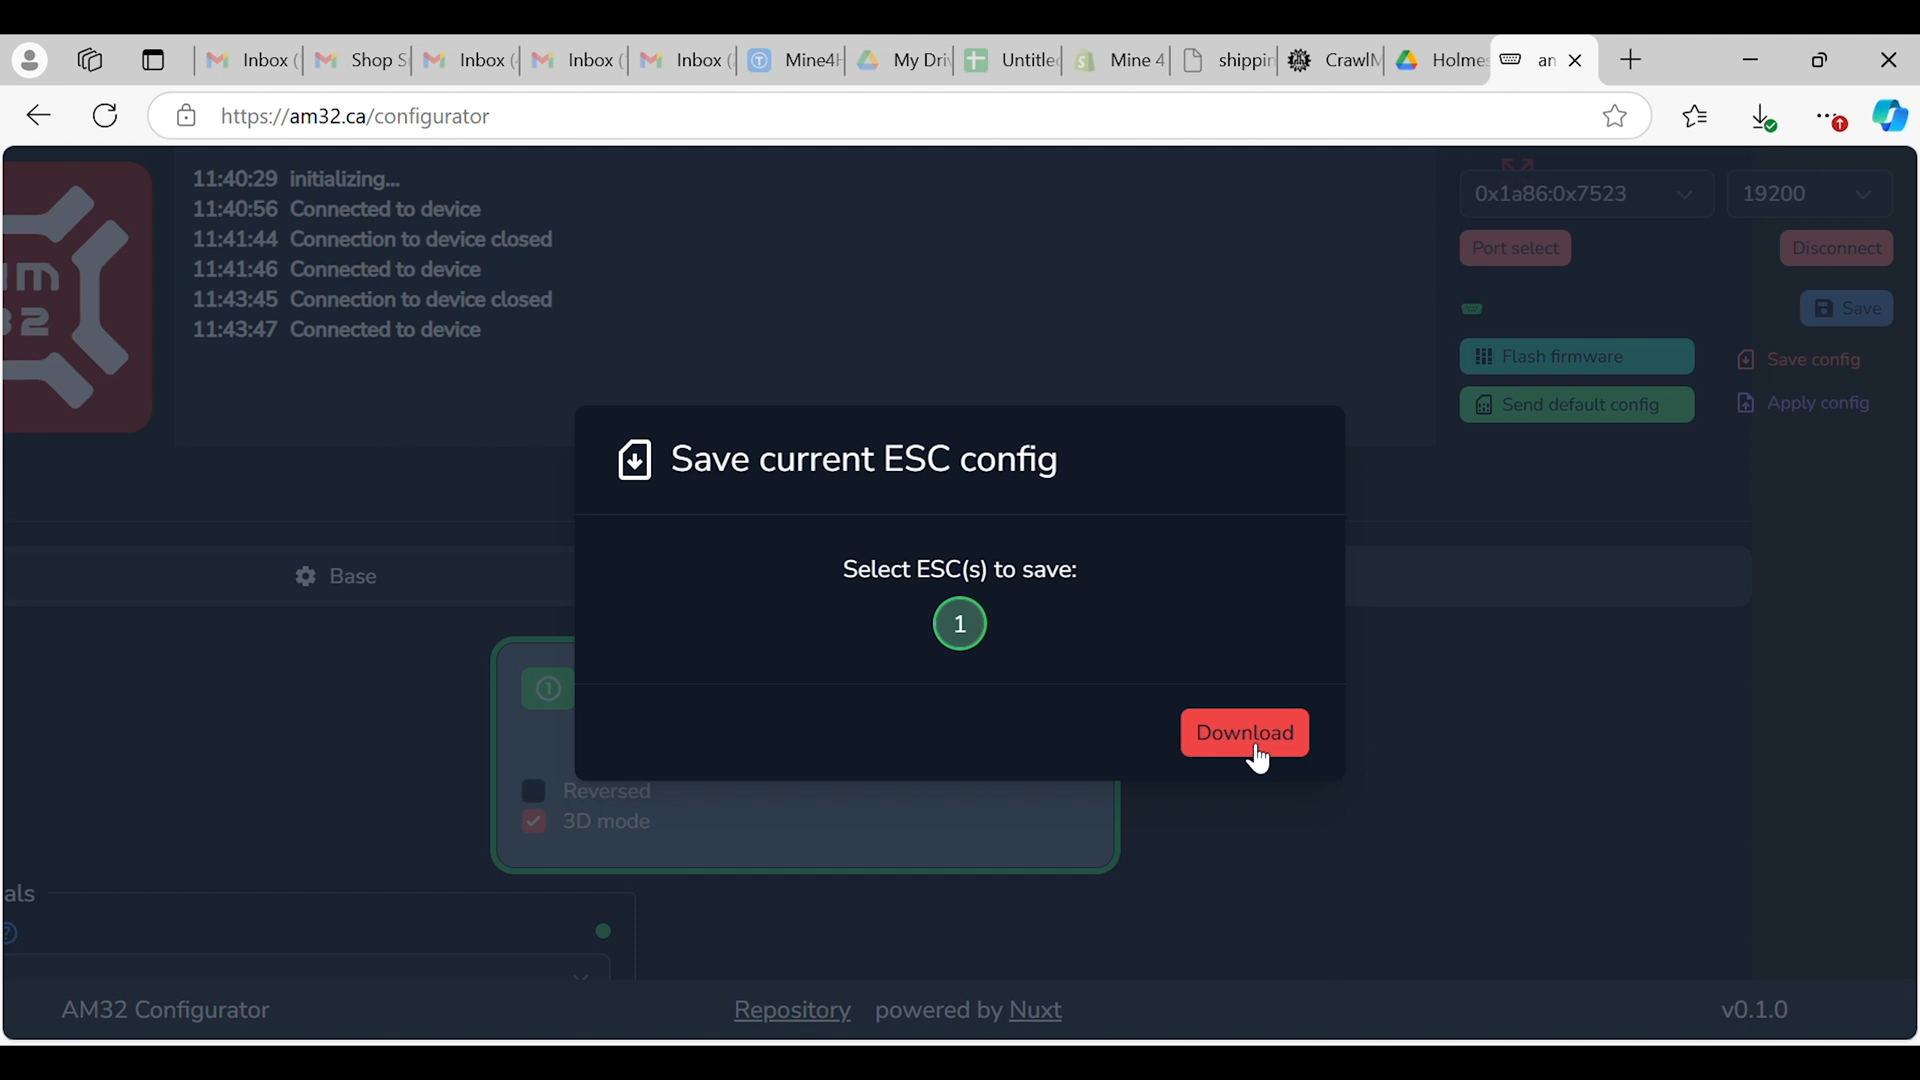 Inbox (
Shop S
Inbox (
Inbox (
Inbox (
Mine4
My Dri
Untitle
Mine 4
shippin
CrawlM
Holmes
an
https://am32.ca/configurator
11:40:29 initializing...
11:40:56 Connected to device
11:41:44 Connection to device closed
11:41:46 Connected to device
11:43:45 Connection to device closed
11:43:47 Connected to device
0x1a86:0x7523
19200
Port select
Disconnect
Save
Flash firmware
Save config
Send default config
Apply config
Save current ESC config
Base
Select ESC(s) to save:
1
1
Download
Reversed
3D mode
als
AM32 Configurator
Repository powered by Nuxt
v0.1.0